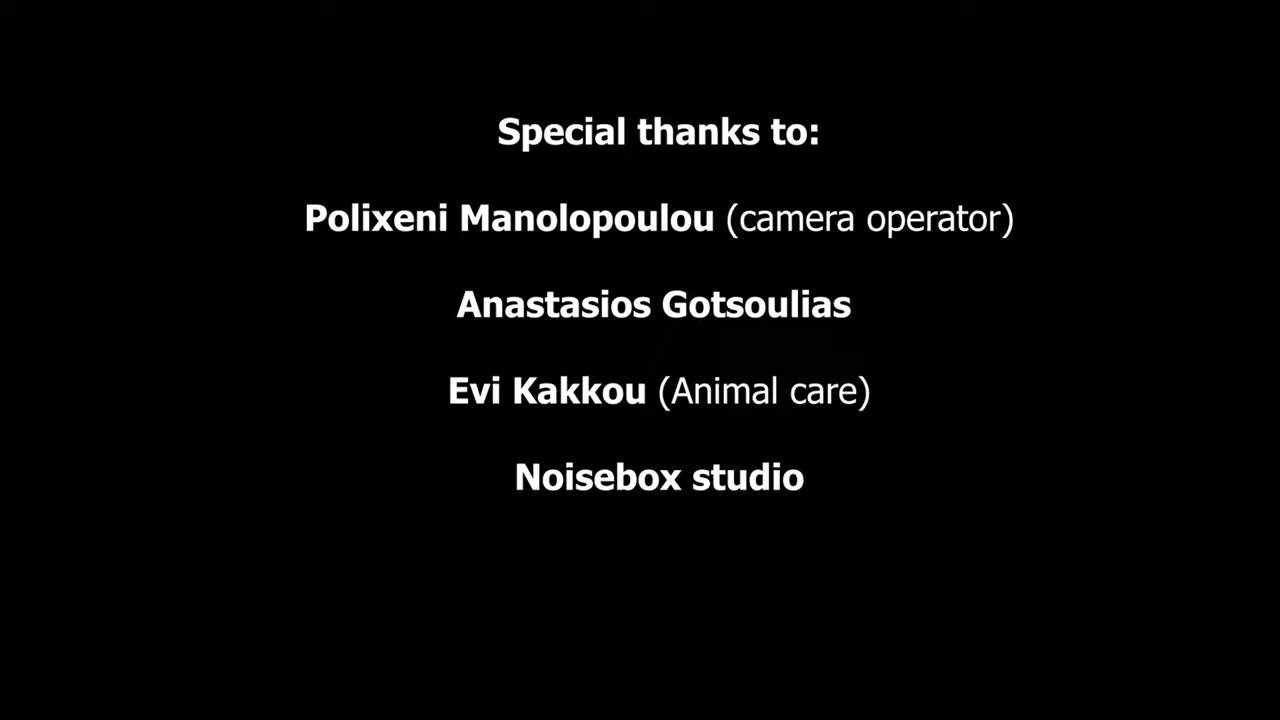 Special thanks to:
Polixeni Manolopoulou (camera operator)
Anastasios Gotsoulias
Evi Kakkou (Animal care)
Noisebox studio